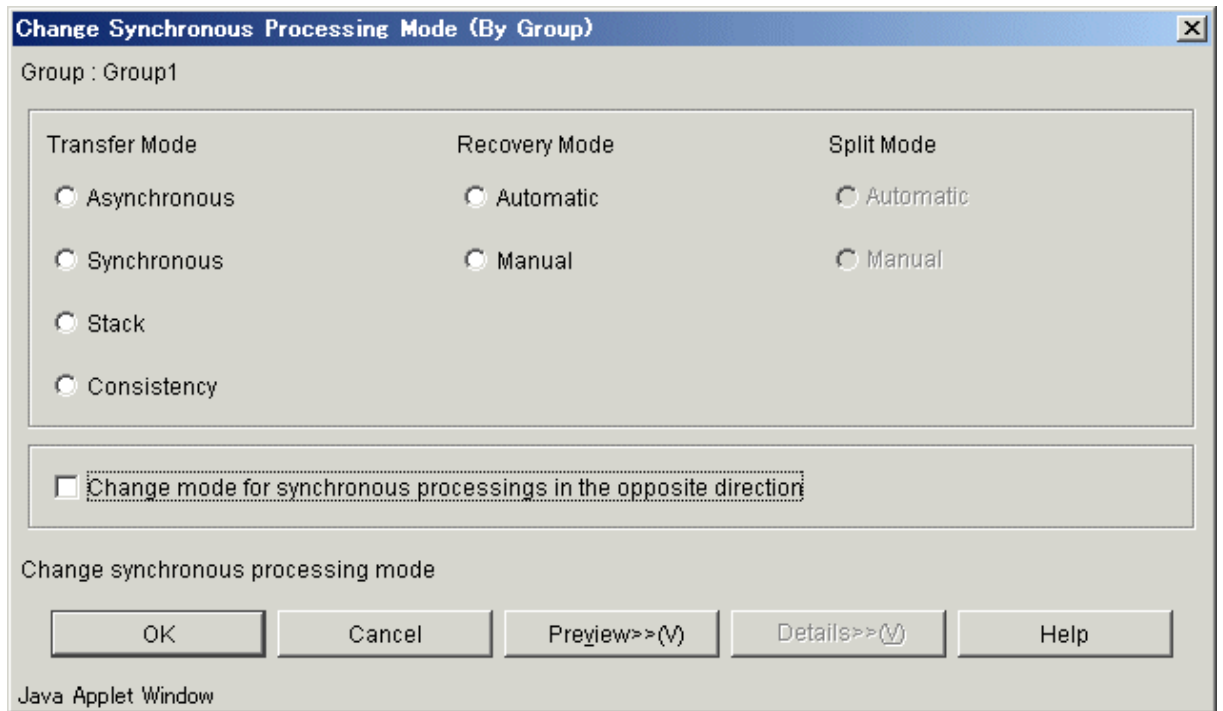 Change Synchronous Processing Mode (By Group)
Group : Group1
Transfer Mode Recovery Mode Split Mode
Asynchronous Automatic Automatic
Synchronous Manual Manual
Stack
Consistency
Change mode for synchronous processings in the opposite direction
Change synchronous processing mode
OK Cancel Preview>>(V) Details>>(V) Help
Java Applet Window